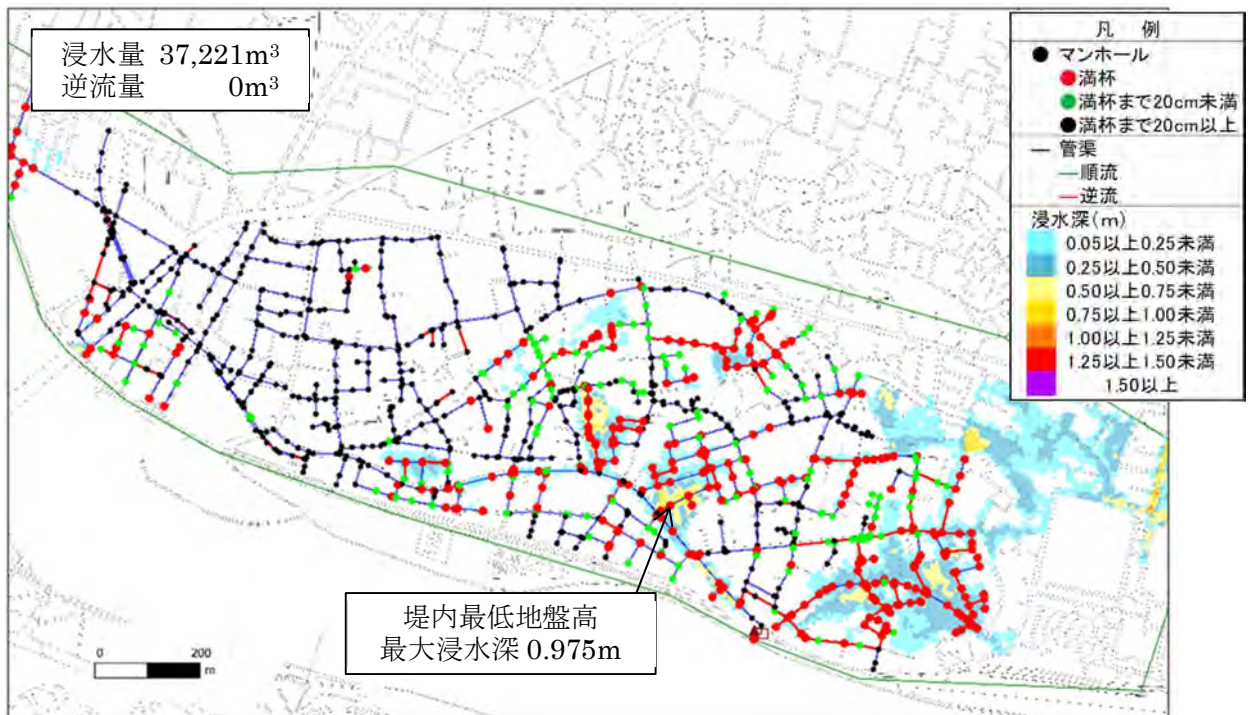 浸水量 37,221m³
逆流量 0m³
凡 例
マンホール
満杯
満杯まで20cm未満
満杯まで20cm以上
管渠
順流
逆流
浸水深(m)
0.05以上0.25未満
0.25以上0.50未満
0.50以上0.75未満
0.75以上1.00未満
1.00以上1.25未満
1.25以上1.50未満
1.50以上
堤内最低地盤高
最大浸水深 0.975m
0 200
m